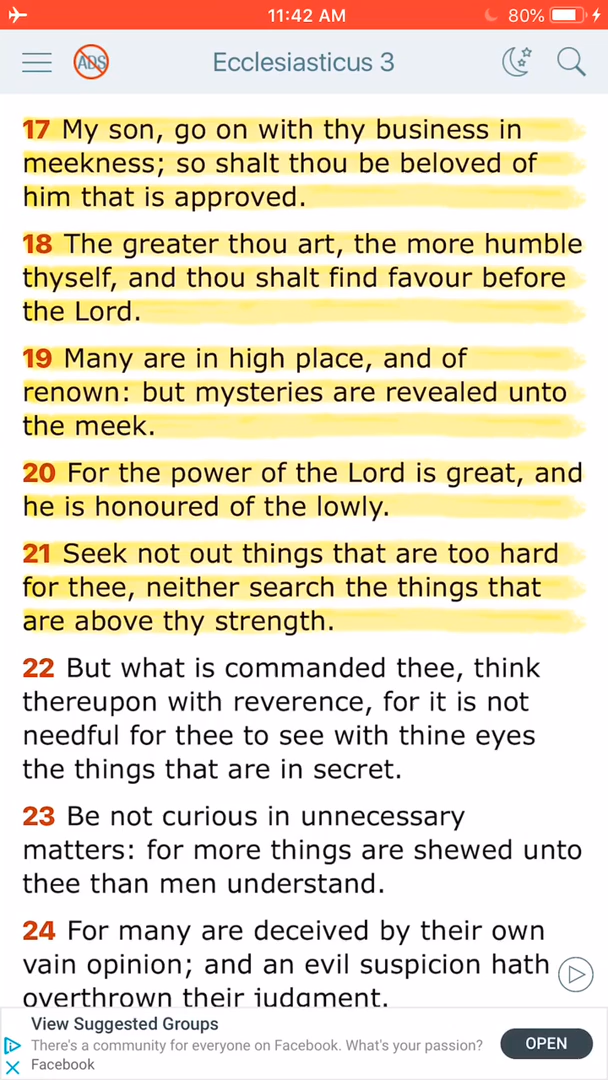 11:42 AM
80%
ADS
Ecclesiasticus 3
17 My son, go on with thy business in
meekness; so shalt thou be beloved of
him that is approved.
18 The greater thou art, the more humble
thyself, and thou shalt find favour before
the Lord.
19 Many are in high place, and of
renown: but mysteries are revealed unto
the meek.
20 For the power of the Lord is great, and
he is honoured of the lowly.
21 Seek not out things that are too hard
for thee, neither search the things that
are above thy strength.
22 But what is commanded thee, think
thereupon with reverence, for it is not
needful for thee to see with thine eyes
the things that are in secret.
23 Be not curious in unnecessary
matters: for more things are shewed unto
thee than men understand.
24 For many are deceived by their own
vain opinion; and an evil suspicion hath
overthrown their judgment.
View Suggested Groups
There's a community for everyone on Facebook. What's your passion?
Facebook
OPEN